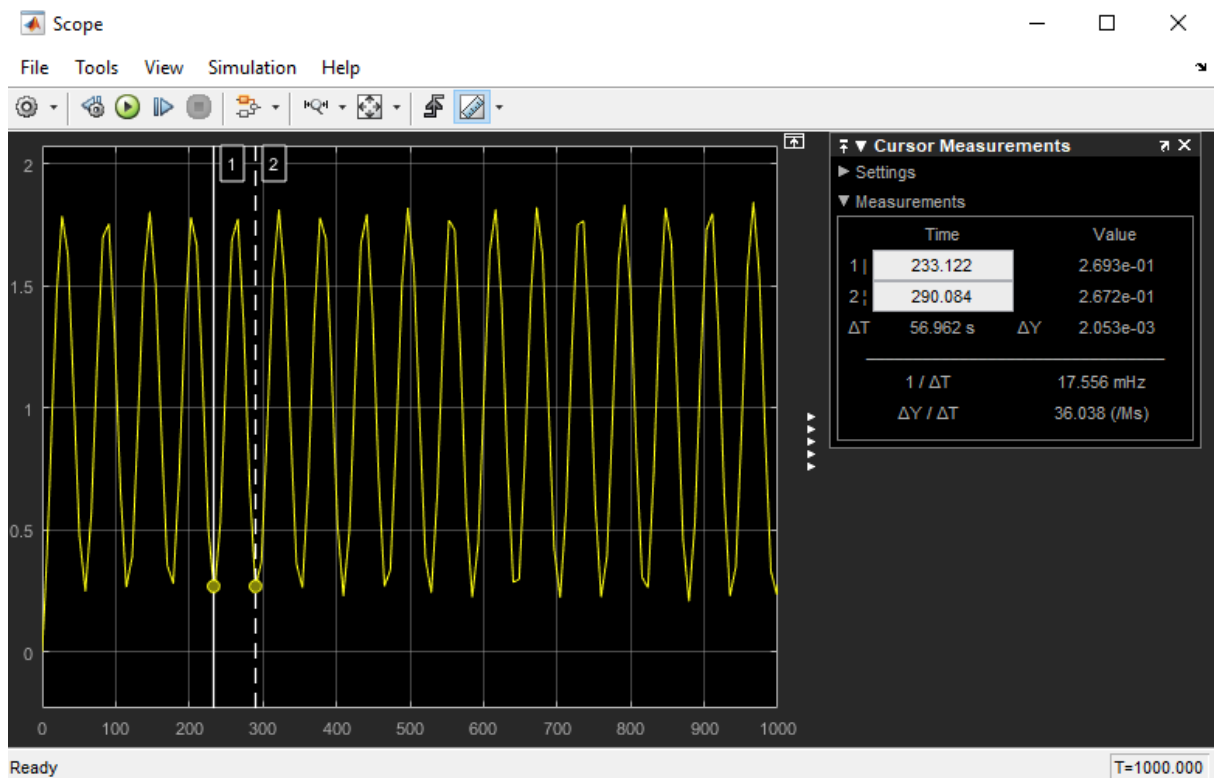 Scope
File Tools View Simulation Help
2
1.5
1
0.5
0
1 2
0 100 200 300 400 500 600 700 800 900 1000
Cursor Measurements
Settings
Measurements
Time Value
1 | 233.122 2.693e-01
2 ¦ 290.084 2.672e-01
ΔT 56.962 s ΔY 2.053e-03
1 / ΔT 17.556 mHz
ΔY / ΔT 36.038 (/Ms)
Ready T=1000.000